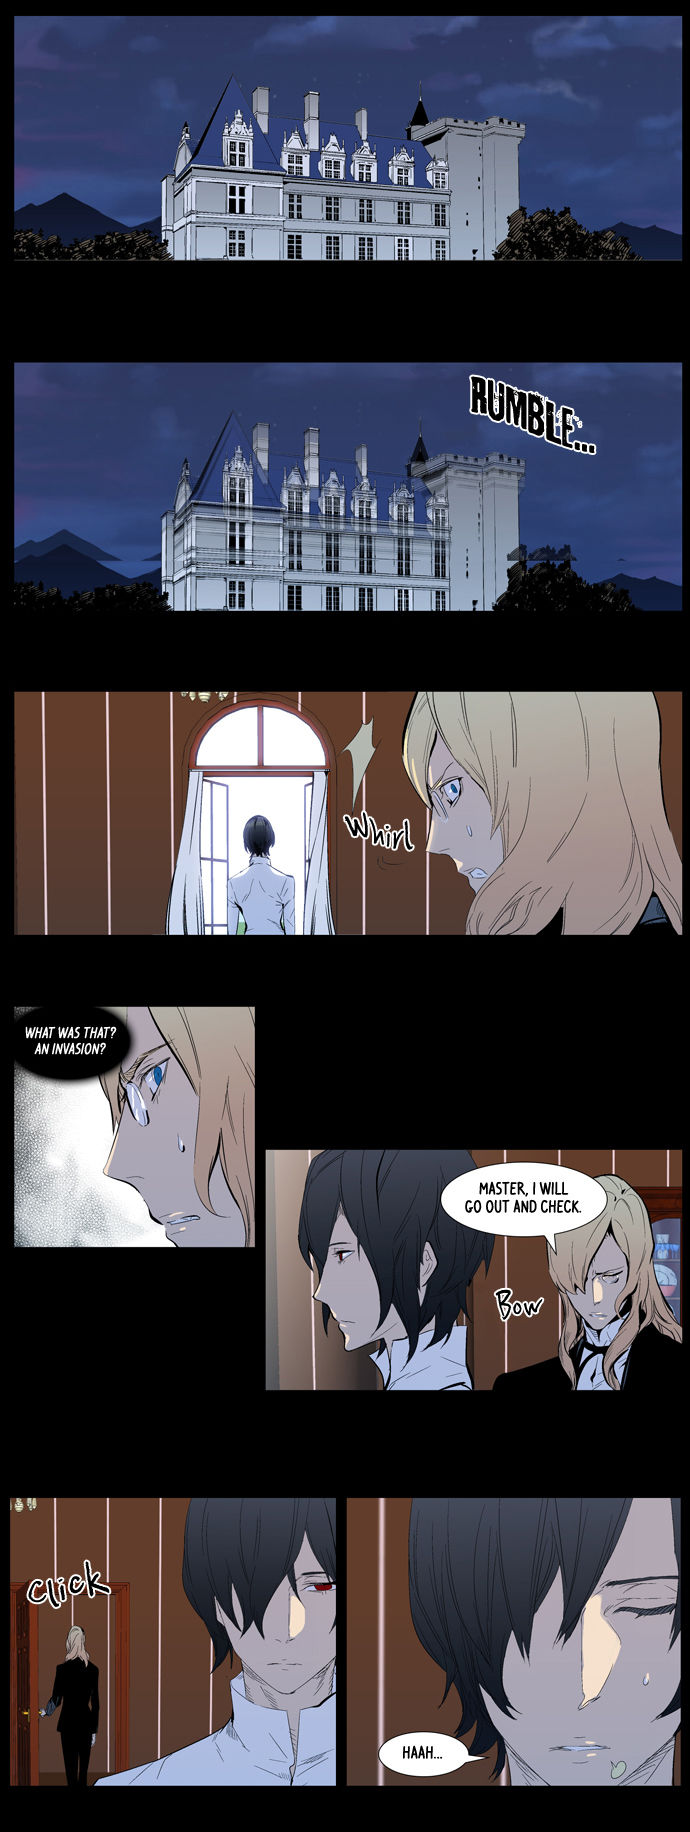 RUMBLE...
Whirl
WHAT WAS THAT?
AN INVASION?
MASTER, I WILL
GO OUT AND CHECK.
Bow
Click
HAAH...